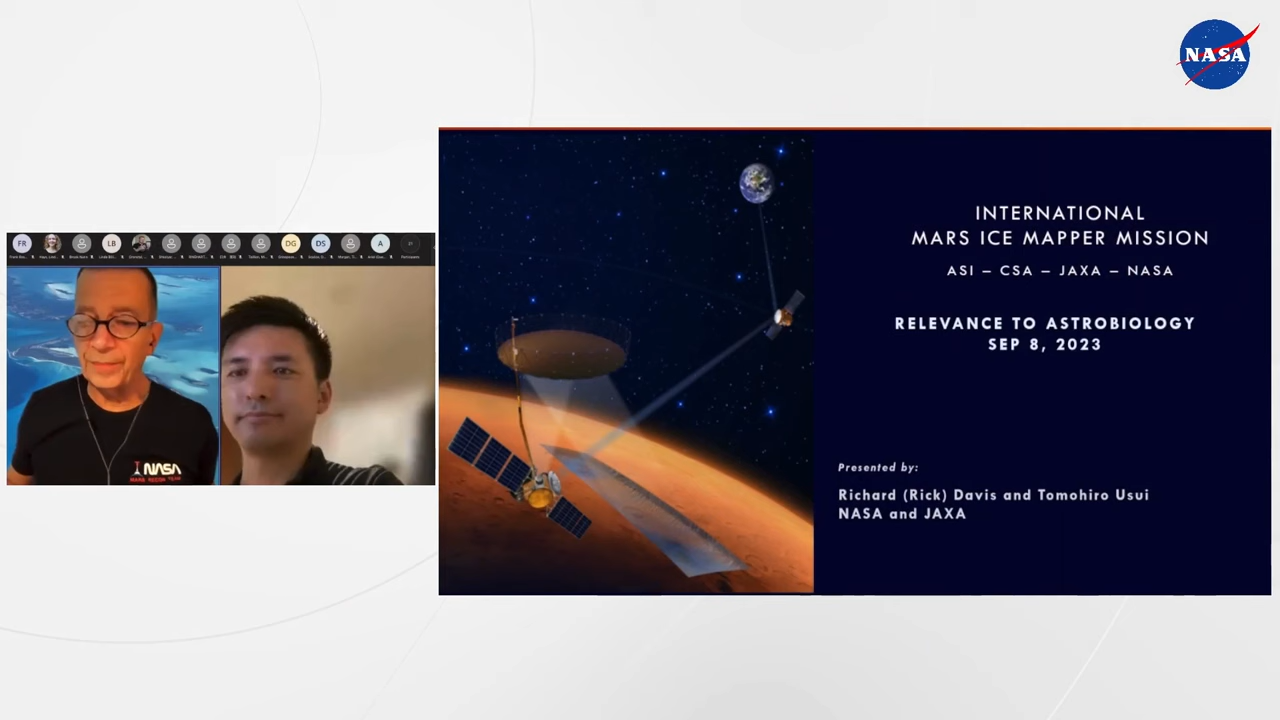 NASA
INTERNATIONAL
MARS ICE MAPPER MISSION
ASI – CSA – JAXA – NASA
RELEVANCE TO ASTROBIOLOGY
SEP 8, 2023
Presented by:
Richard (Rick) Davis and Tomohiro Usui
NASA and JAXA
FR
LB
DG
DS
A
NASA